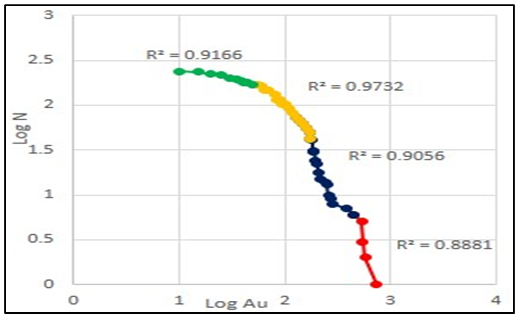 3
2.5
2
1.5
1
0.5
0
Log N
R² = 0.9166
R² = 0.9732
R² = 0.9056
R² = 0.8881
0 1 2 3 4
Log Au